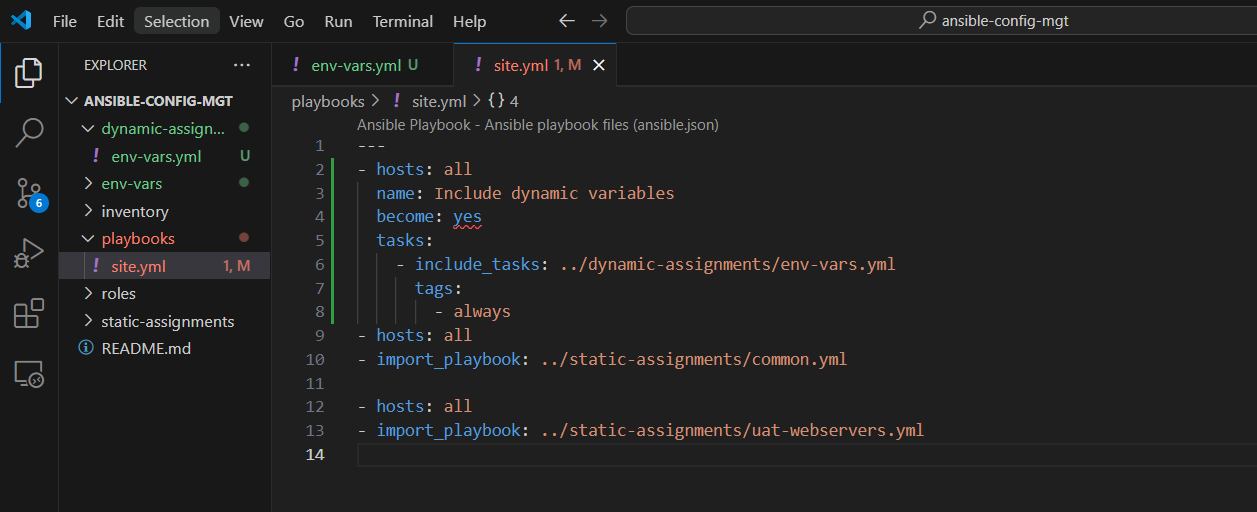 File Edit Selection View Go Run Terminal Help ansible-config-mgt
EXPLORER
ANSIBLE-CONFIG-MGT
dynamic-assign...
env-vars.yml U
env-vars
inventory
playbooks
site.yml 1, M
roles
static-assignments
README.md
6
env-vars.yml U site.yml 1, M
playbooks > site.yml > {} 4
Ansible Playbook - Ansible playbook files (ansible.json)
1 ---
2 - hosts: all
3 name: Include dynamic variables
4 become: yes
5 tasks:
6 - include_tasks: ../dynamic-assignments/env-vars.yml
7 tags:
8 - always
9 - hosts: all
10 - import_playbook: ../static-assignments/common.yml
11
12 - hosts: all
13 - import_playbook: ../static-assignments/uat-webservers.yml
14